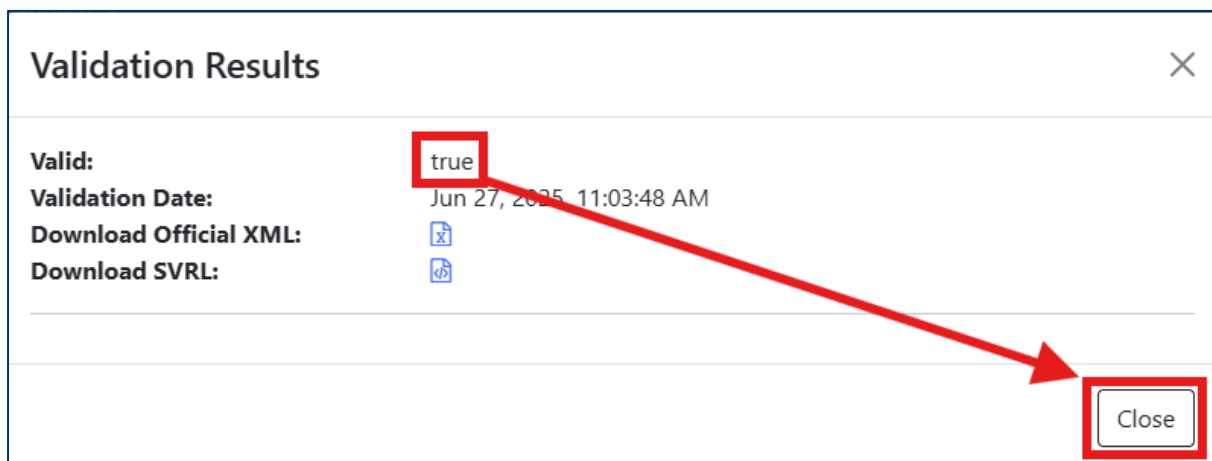 Validation Results
Valid: true
Validation Date: Jun 27, 2025, 11:03:48 AM
Download Official XML:
Download SVRL:
Close